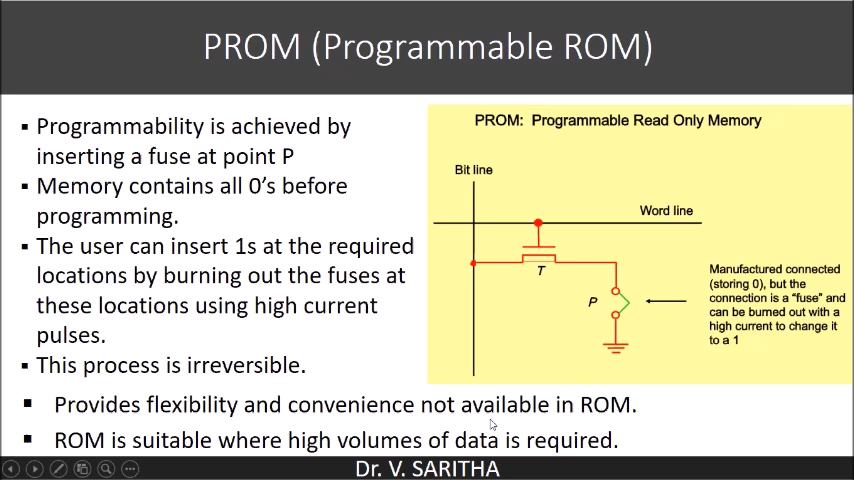 PROM (Programmable ROM)
▪ Programmability is achieved by
inserting a fuse at point P
▪ Memory contains all 0's before
programming.
▪ The user can insert 1s at the required
locations by burning out the fuses at
these locations using high current
pulses.
▪ This process is irreversible.
▪ Provides flexibility and convenience not available in ROM.
▪ ROM is suitable where high volumes of data is required.
PROM: Programmable Read Only Memory
Bit line
Word line
T
P
Manufactured connected
(storing 0), but the
connection is a "fuse" and
can be burned out with a
high current to change it
to a 1
Dr. V. SARITHA